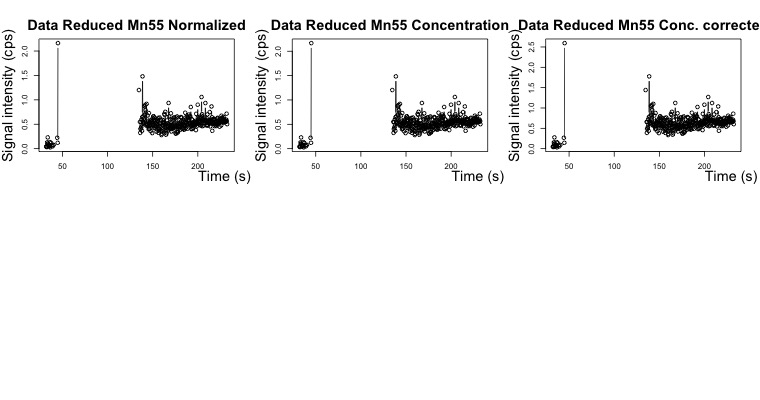 Data Reduced Mn55 Normalized
Signal intensity (cps)
0.0 0.5 1.0 1.5 2.0
50 100 150 200
Time (s)
Data Reduced Mn55 Concentration
Signal intensity (cps)
0.0 0.5 1.0 1.5 2.0
50 100 150 200
Time (s)
Data Reduced Mn55 Conc. correcte
Signal intensity (cps)
0.0 0.5 1.0 1.5 2.0 2.5
50 100 150 200
Time (s)